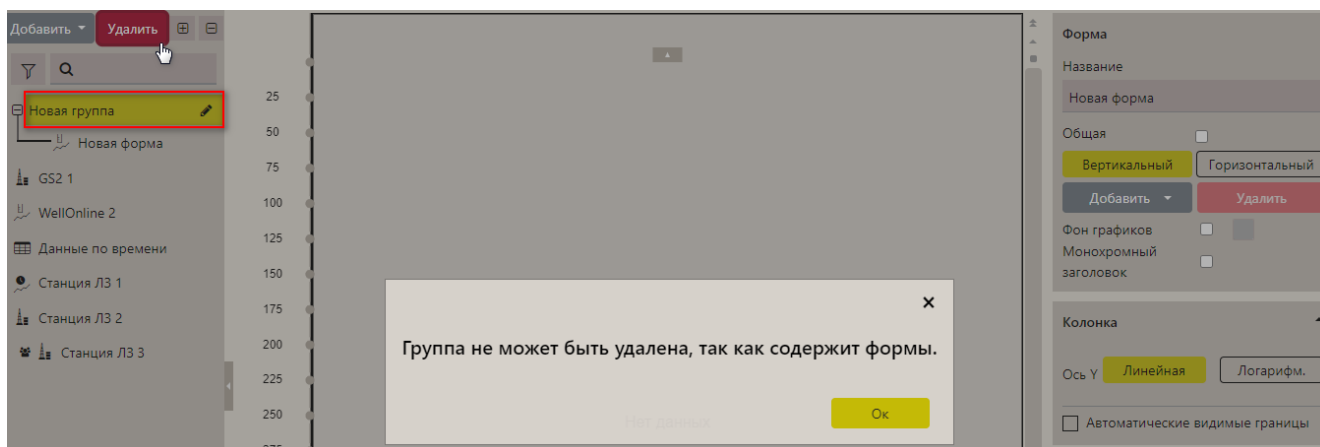 Добавить Удалить
Новая группа
Новая форма
GS2 1
WellOnline 2
Данные по времени
Станция ЛЗ 1
Станция ЛЗ 2
Станция ЛЗ 3
25
50
75
100
125
150
175
200
225
250
275
Группа не может быть удалена, так как содержит формы.
Ок
Нет данных
Форма
Название
Новая форма
Общая
Вертикальный Горизонтальный
Добавить Удалить
Фон графиков
Монохромный
заголовок
Колонка
Ось Y Линейная Логарифм.
Автоматические видимые границы